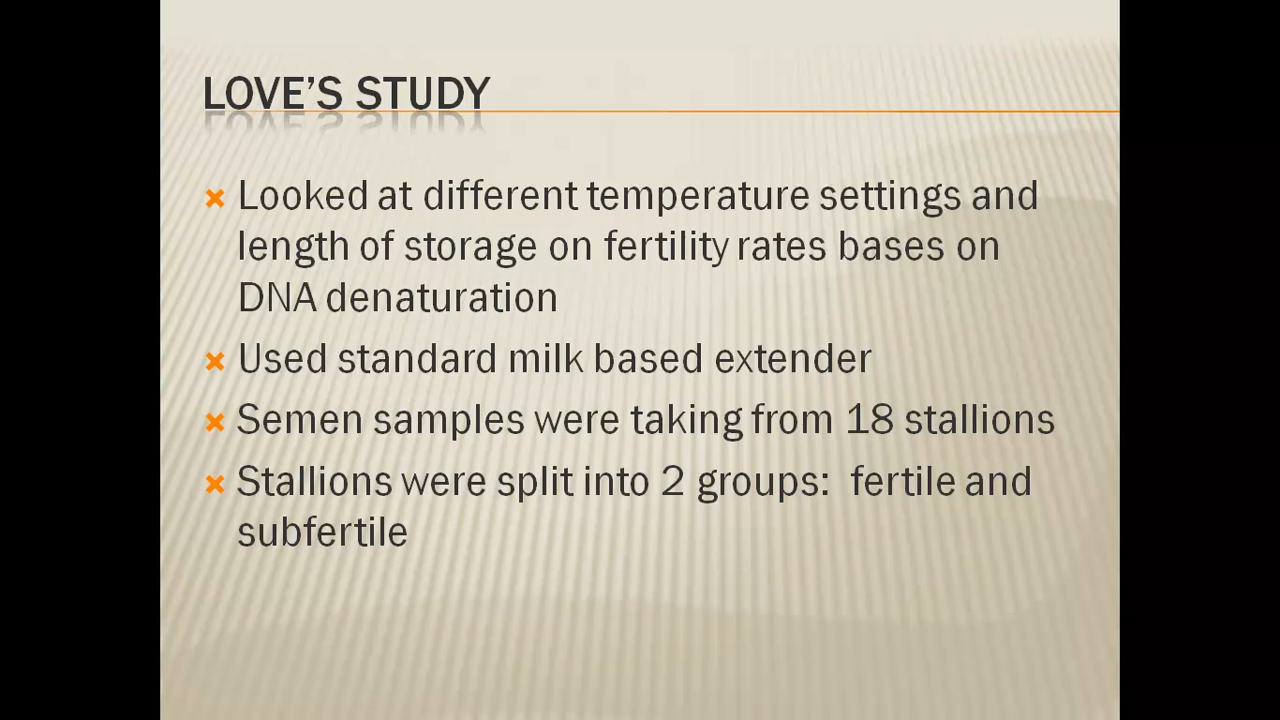 LOVE'S STUDY
Looked at different temperature settings and
length of storage on fertility rates bases on
DNA denaturation
Used standard milk based extender
Semen samples were taking from 18 stallions
Stallions were split into 2 groups:  fertile and
subfertile